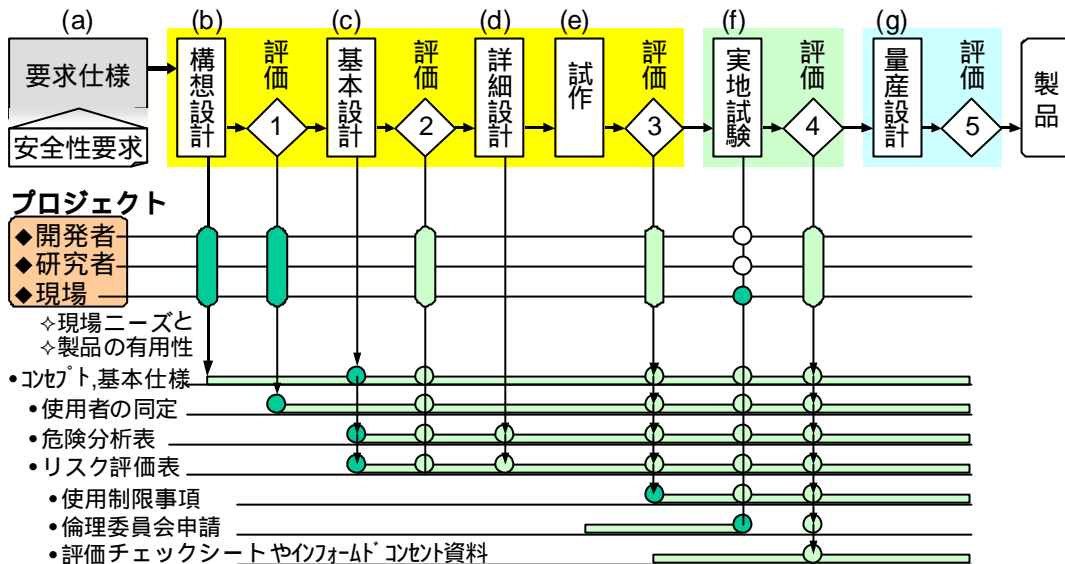 (a) (b) (c) (d) (e) (f) (g)
要求仕様
安全性要求
構想設計
評価
1
基本設計
評価
2
詳細設計
試作
評価
3
実地試験
評価
4
量産設計
評価
5
製品
プロジェクト
◆開発者
◆研究者
◆現場
✧現場ニーズと
✧製品の有用性
•コンセプト,基本仕様
•使用者の同定
•危険分析表
•リスク評価表
•使用制限事項
•倫理委員会申請
•評価チェックシートやインフォームドコンセント資料